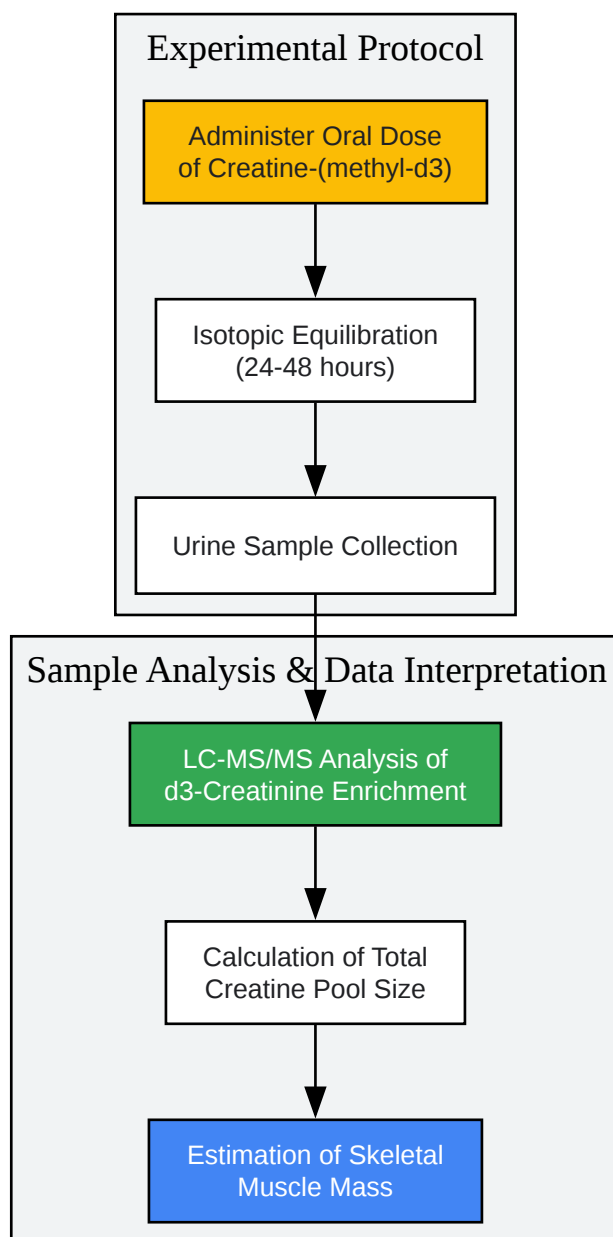 Experimental Protocol
Administer Oral Dose
of Creatine-(methyl-d3)
Isotopic Equilibration
(24-48 hours)
Urine Sample Collection
Sample Analysis & Data Interpretation
LC-MS/MS Analysis of
d3-Creatinine Enrichment
Calculation of Total
Creatine Pool Size
Estimation of Skeletal
Muscle Mass